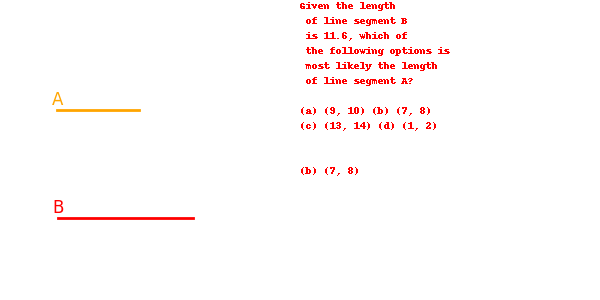 Given the length
of line segment B
is 11.6, which of
the following options is
most likely the length
of line segment A?
(a) (9, 10) (b) (7, 8)
(c) (13, 14) (d) (1, 2)
(b) (7, 8)
A
B